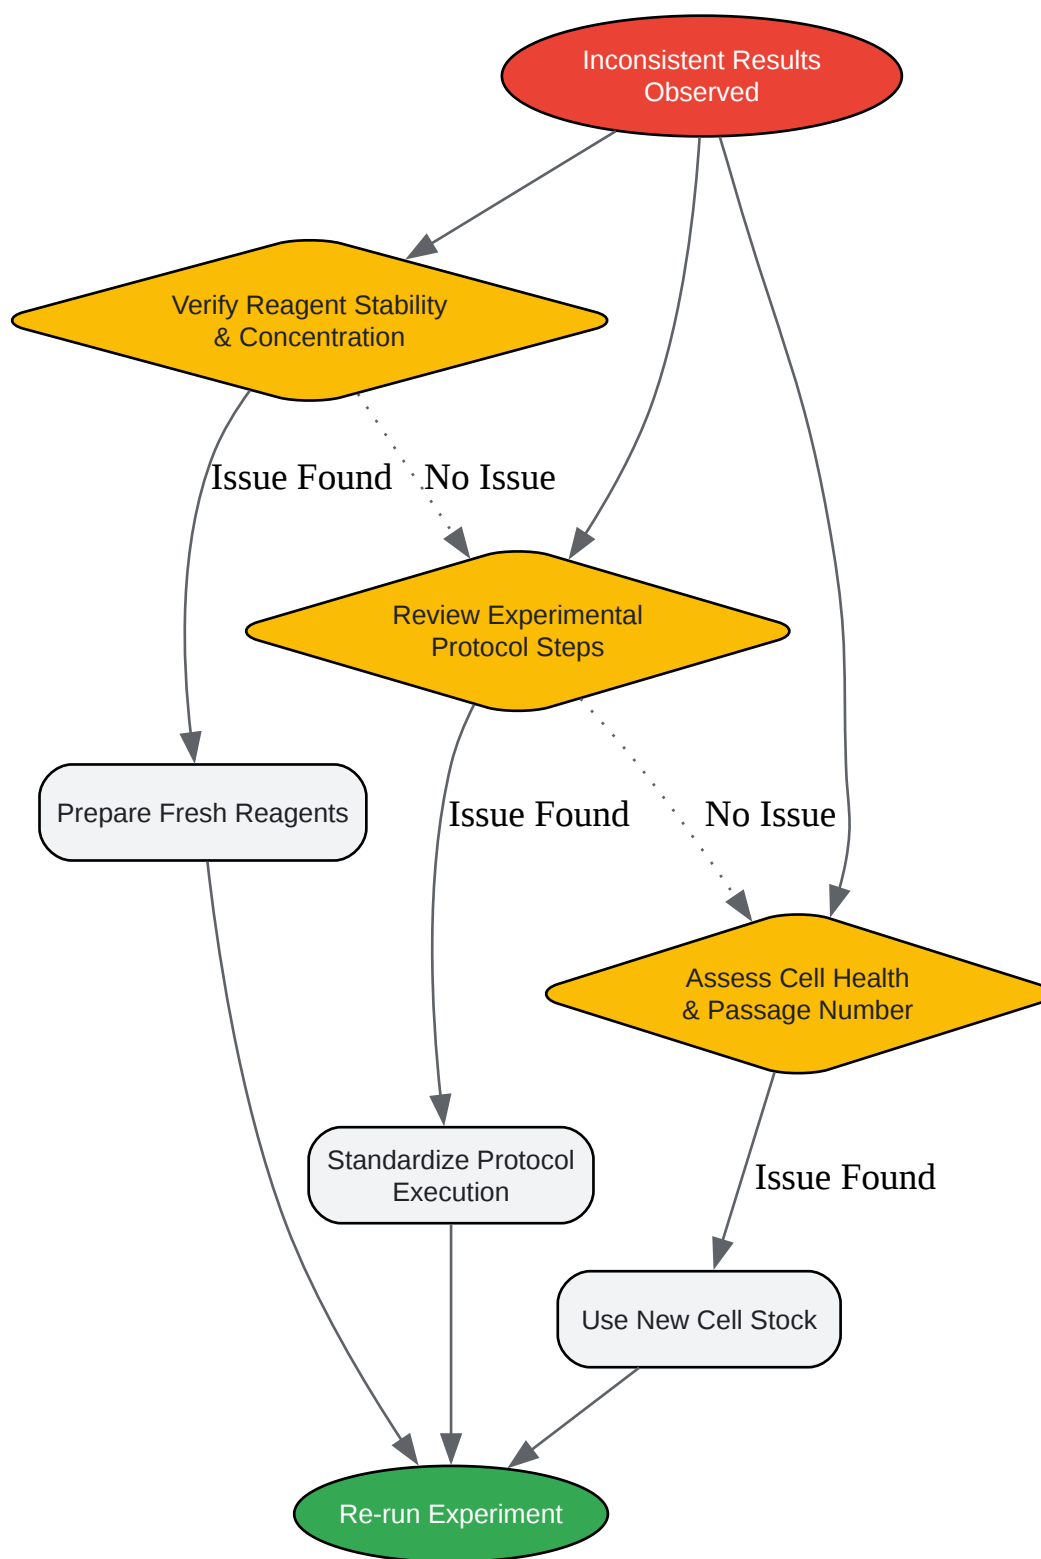 Inconsistent Results
Observed
Verify Reagent Stability
& Concentration
Issue Found
No Issue
Review Experimental
Protocol Steps
Prepare Fresh Reagents
Issue Found
No Issue
Assess Cell Health
& Passage Number
Standardize Protocol
Execution
Issue Found
Use New Cell Stock
Re-run Experiment